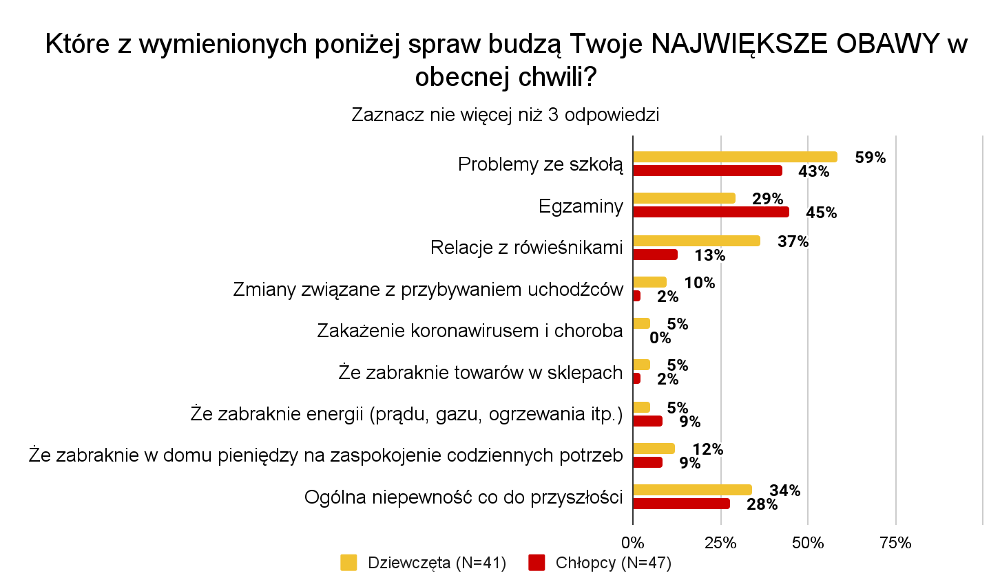 Które z wymienionych poniżej spraw budzą Twoje NAJWIĘKSZE OBAWY w
obecnej chwili?
Zaznacz nie więcej niż 3 odpowiedzi
Problemy ze szkołą
59%
43%
Egzaminy
29%
45%
Relacje z rówieśnikami
37%
13%
Zmiany związane z przybywaniem uchodźców
10%
2%
Zakażenie koronawirusem i choroba
5%
0%
Że zabraknie towarów w sklepach
5%
2%
Że zabraknie energii (prądu, gazu, ogrzewania itp.)
5%
9%
Że zabraknie w domu pieniędzy na zaspokojenie codziennych potrzeb
12%
9%
Ogólna niepewność co do przyszłości
34%
28%
0% 25% 50% 75%
Dziewczęta (N=41) Chłopcy (N=47)